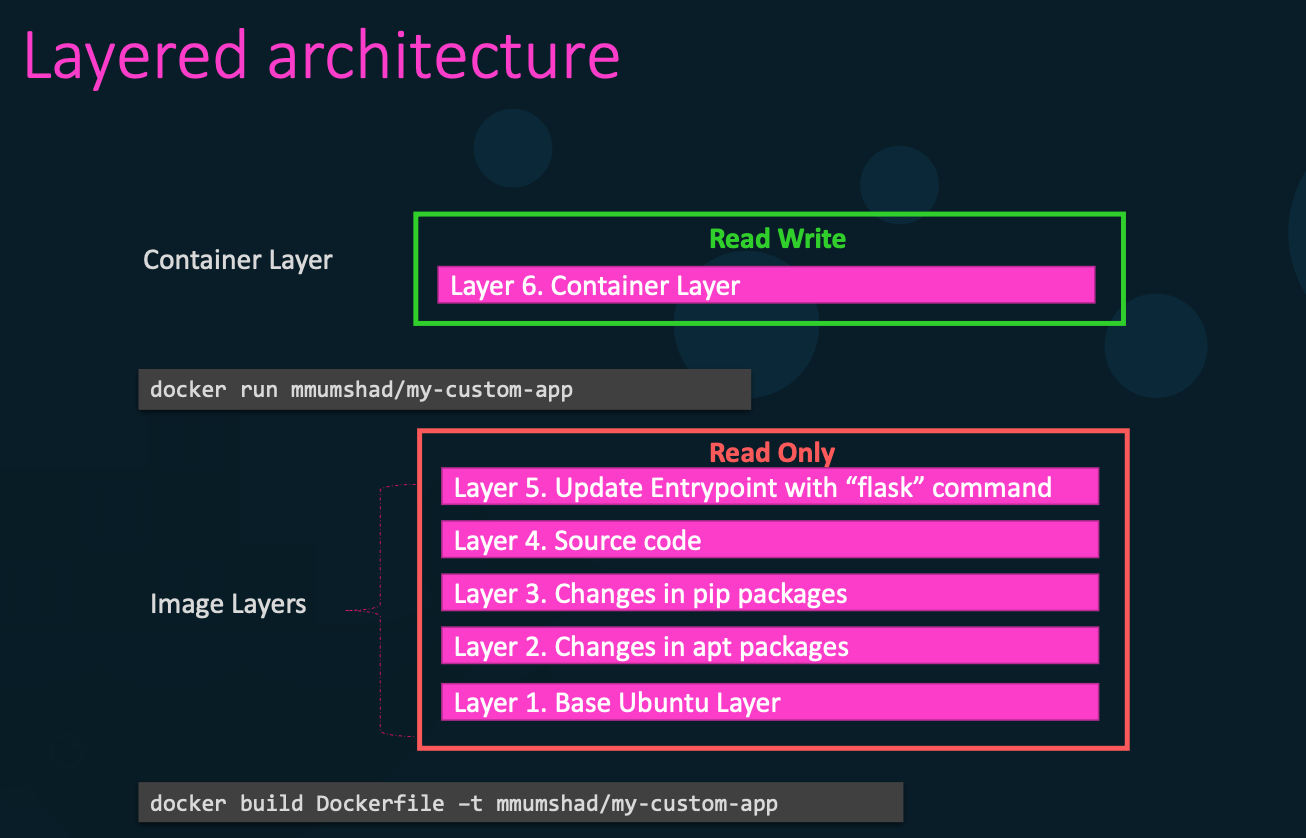 Layered architecture
Read Write
Container Layer
Layer 6. Container Layer
docker run mmumshad/my-custom-app
Read Only
Layer 5. Update Entrypoint with “flask” command
Layer 4. Source code
Layer 3. Changes in pip packages
Image Layers
Layer 2. Changes in apt packages
Layer 1. Base Ubuntu Layer
docker build Dockerfile –t mmumshad/my-custom-app